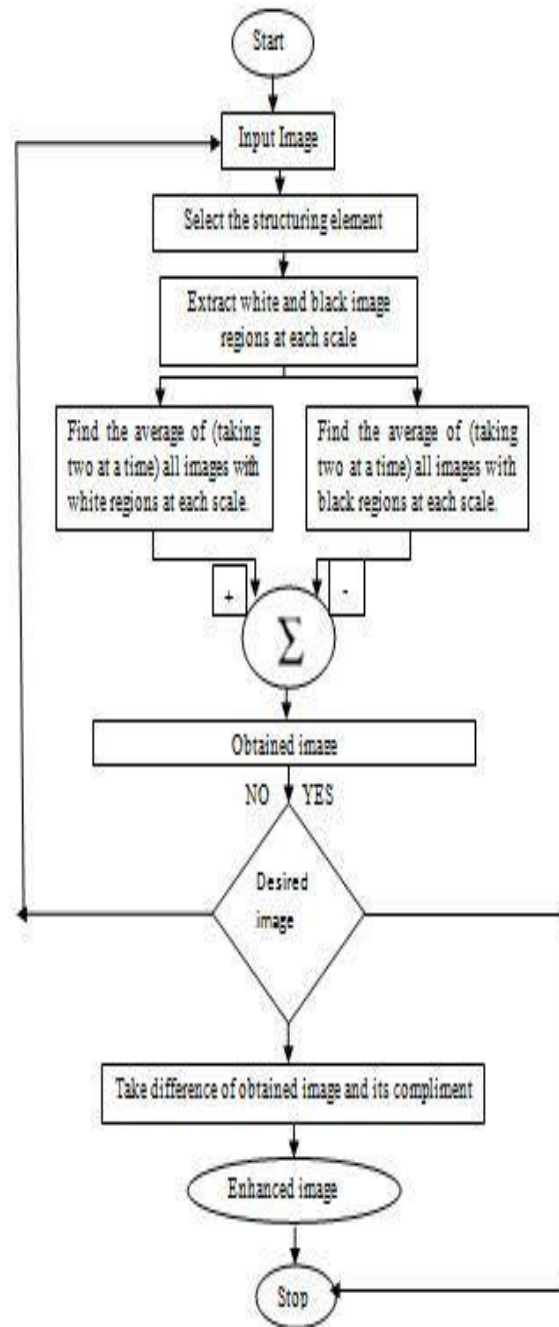 Start
Input Image
Select the structuring element
Extract white and black image
regions at each scale
Find the average of (taking
two at a time) all images with
white regions at each scale.
Find the average of (taking
two at a time) all images with
black regions at each scale.
+
-
Σ
Obtained image
NO YES
Desired
image
Take difference of obtained image and its compliment
Enhanced image
Stop